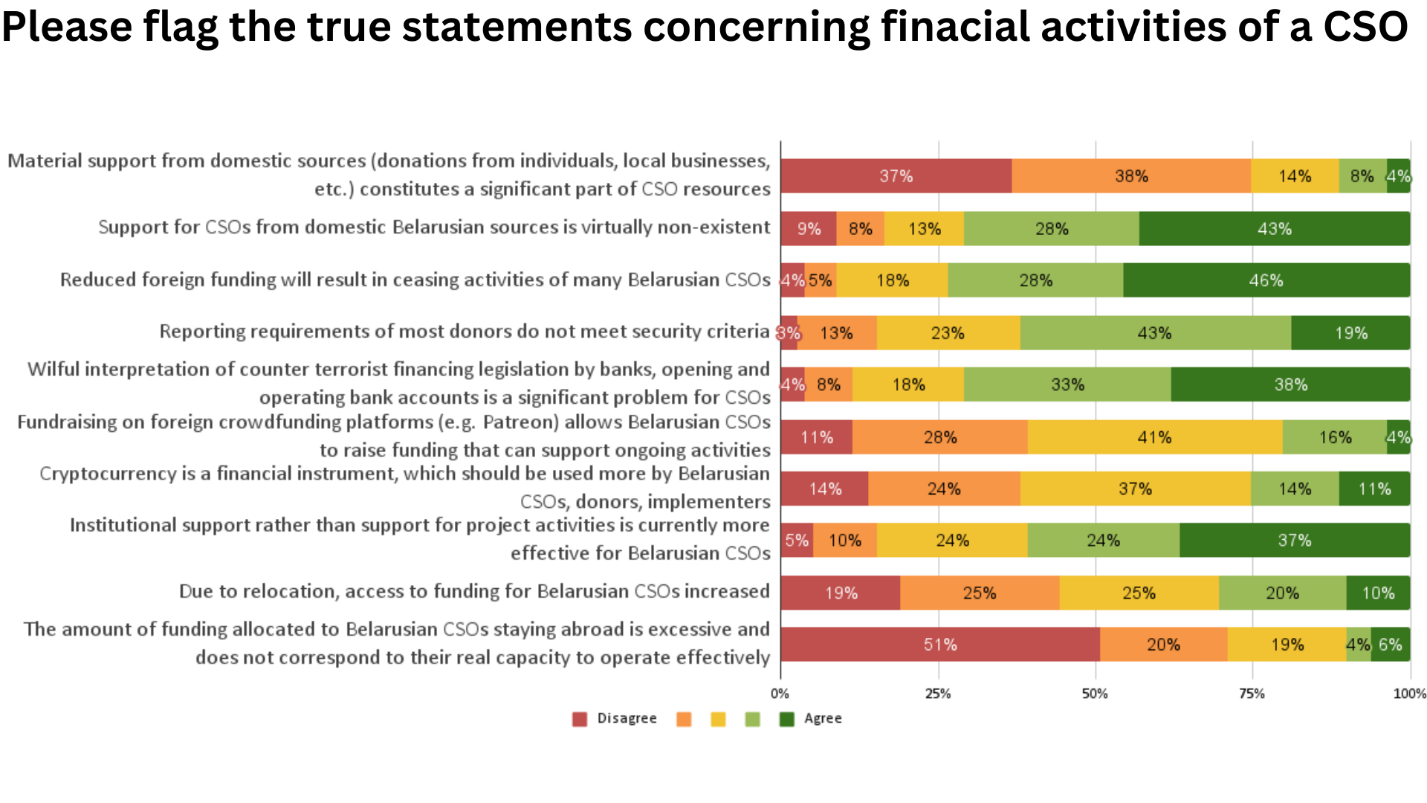 Please flag the true statements concerning finacial activities of a CSO
Material support from domestic sources (donations from individuals, local businesses,
etc.) constitutes a significant part of CSO resources
37% 38% 14% 8% 4%
Support for CSOs from domestic Belarusian sources is virtually non-existent
9% 8% 13% 28% 43%
Reduced foreign funding will result in ceasing activities of many Belarusian CSOs
4% 5% 18% 28% 46%
Reporting requirements of most donors do not meet security criteria
3% 13% 23% 43% 19%
Wilful interpretation of counter terrorist financing legislation by banks, opening and
operating bank accounts is a significant problem for CSOs
4% 8% 18% 33% 38%
Fundraising on foreign crowdfunding platforms (e.g. Patreon) allows Belarusian CSOs
to raise funding that can support ongoing activities
11% 28% 41% 16% 4%
Cryptocurrency is a financial instrument, which should be used more by Belarusian
CSOs, donors, implementers
14% 24% 37% 14% 11%
Institutional support rather than support for project activities is currently more
effective for Belarusian CSOs
5% 10% 24% 24% 37%
Due to relocation, access to funding for Belarusian CSOs increased
19% 25% 25% 20% 10%
The amount of funding allocated to Belarusian CSOs staying abroad is excessive and
does not correspond to their real capacity to operate effectively
51% 20% 19% 4% 6%
0% 25% 50% 75% 100%
Disagree Agree